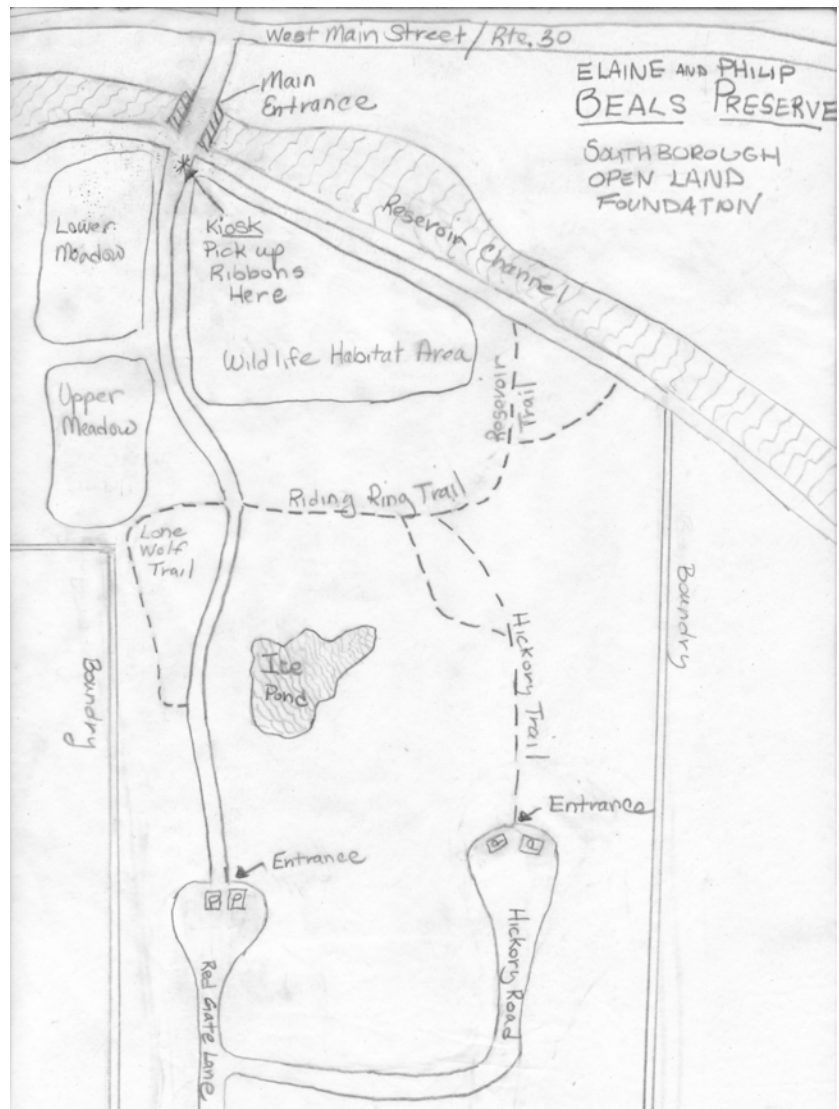 West Main Street / Rte. 30
Main
Entrance
ELAINE AND PHILIP
BEALS PRESERVE
SOUTHBOROUGH
OPEN LAND
FOUNDATION
Lower
Meadow
Kiosk
Pick up
Ribbons
Here
Reservoir Channel
Wildlife Habitat Area
Upper
Meadow
Reservoir
Trail
Riding Ring Trail
Lone
Wolf
Trail
Boundry
Hickory Trail
Ice
Pond
Boundry
Entrance
Entrance
P P
P P
Hickory Road
Red Gate Lane